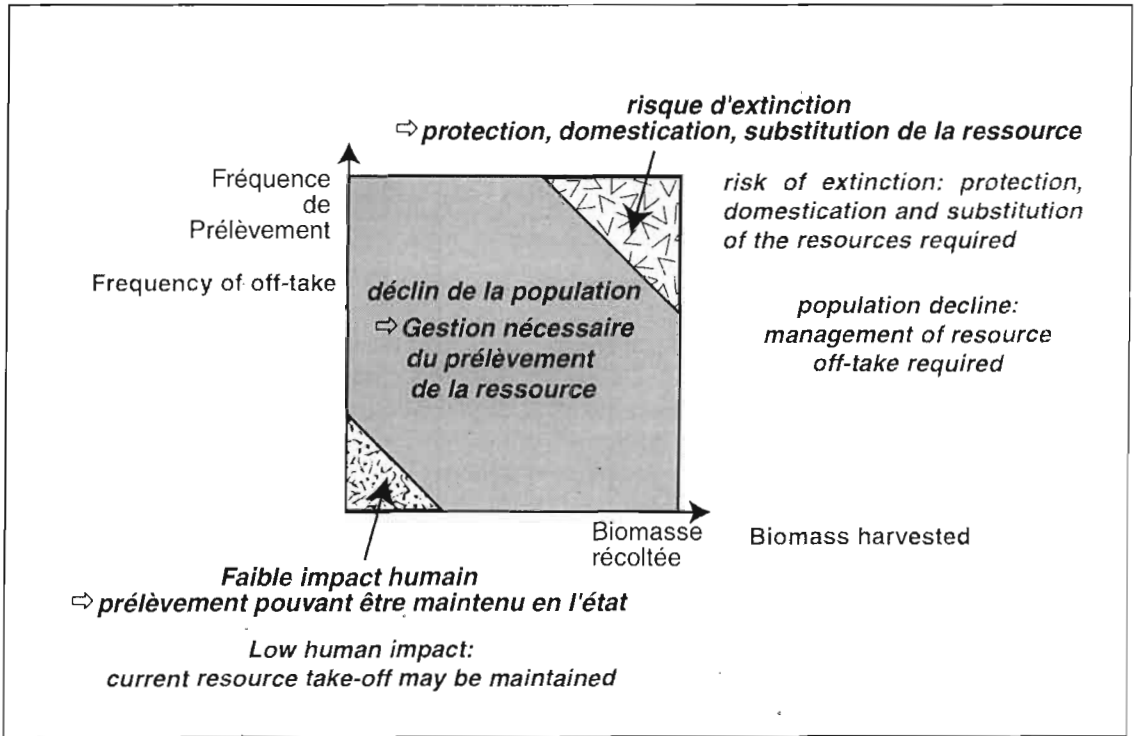 risque d'extinction
⇨ protection, domestication, substitution de la ressource
Fréquence
de
Prélèvement
Frequency of off-take
risk of extinction: protection,
domestication and substitution
of the resources required
déclin de la population
⇨ Gestion nécessaire
du prélèvement
de la ressource
population decline:
management of resource
off-take required
Biomasse
récoltée
Biomass harvested
Faible impact humain
⇨ prélèvement pouvant être maintenu en l'état
Low human impact:
current resource take-off may be maintained